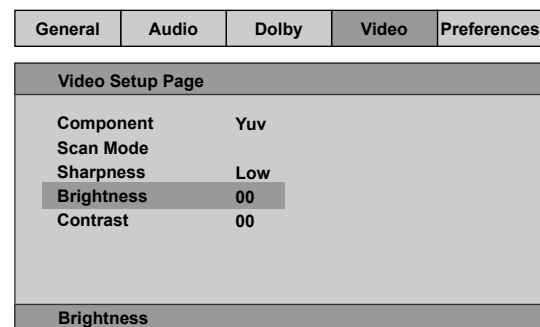 General Audio Dolby Video Preferences
Video Setup Page
Component Yuv
Scan Mode
Sharpness Low
Brightness 00
Contrast 00
Brightness